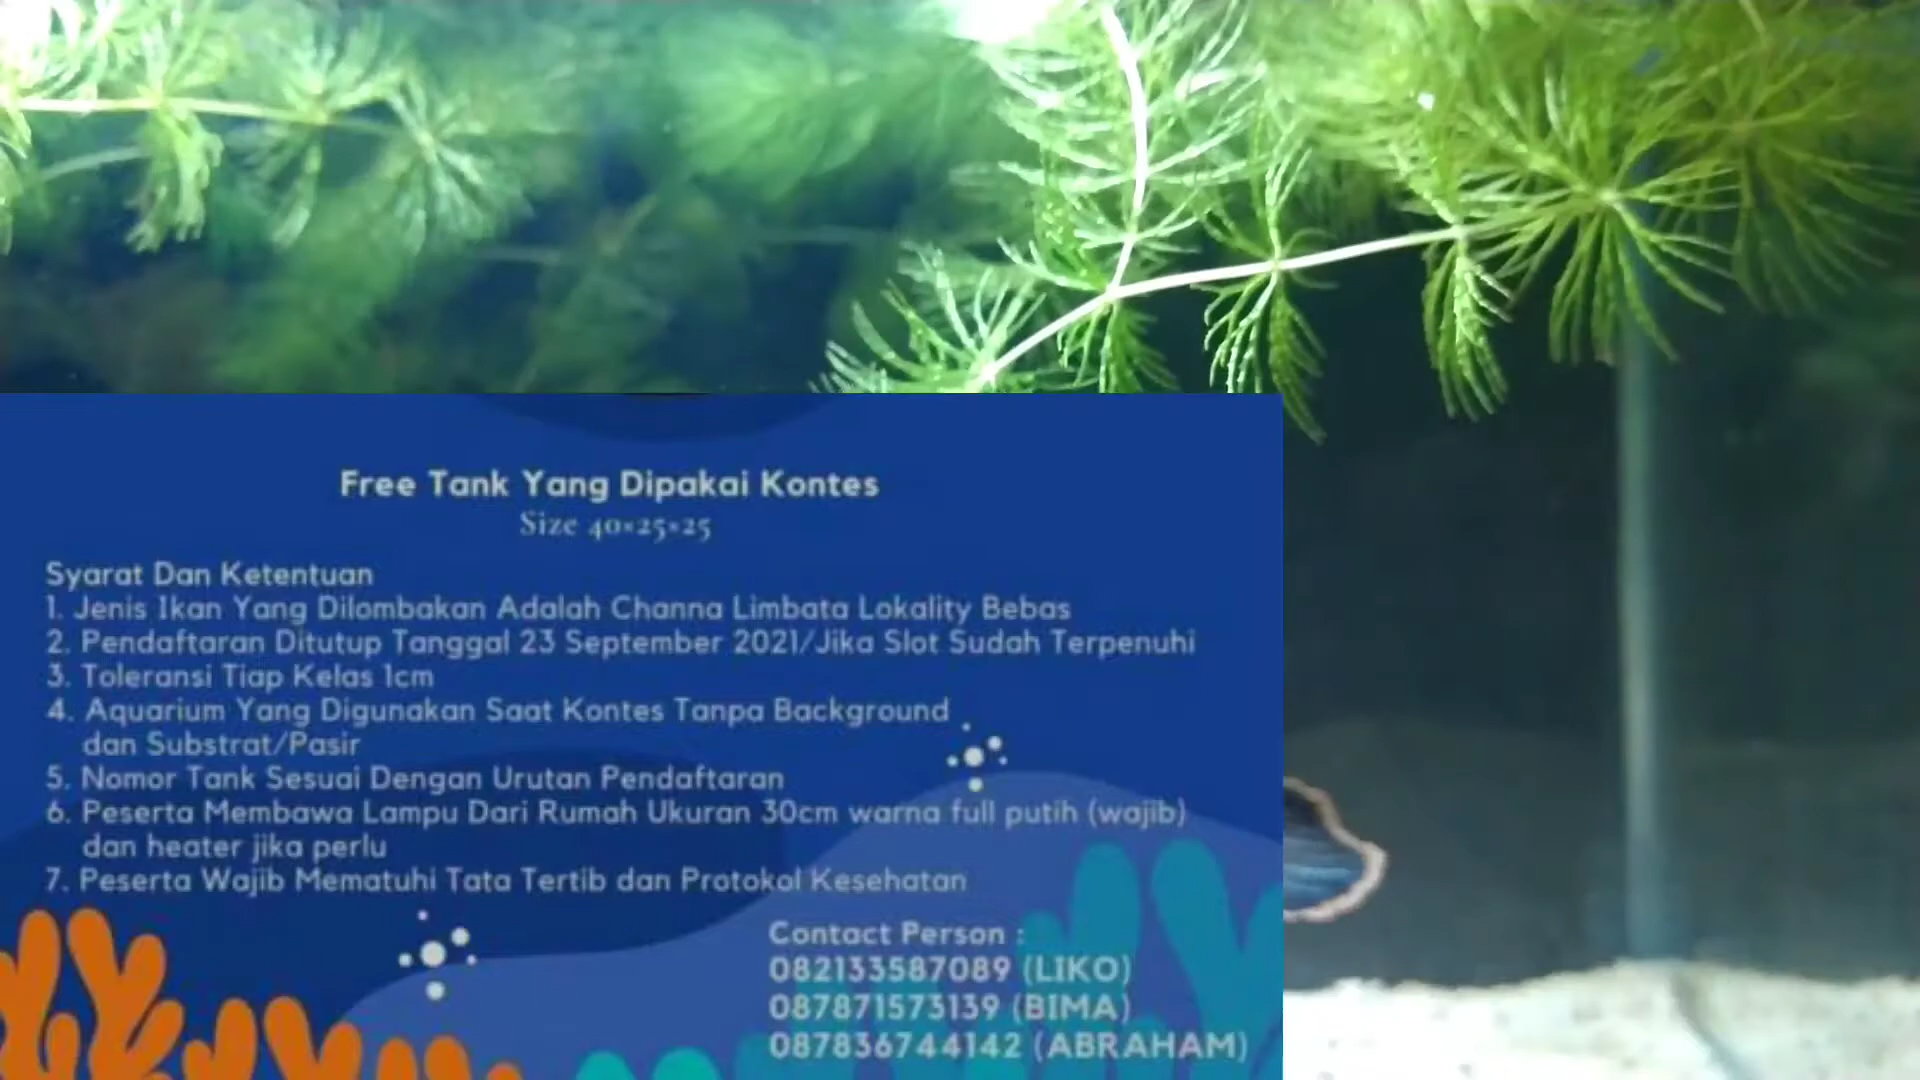 Free Tank Yang Dipakai Kontes
Size 40×25×25
Syarat Dan Ketentuan
1. Jenis Ikan Yang Dilombakan Adalah Channa Limbata Lokality Bebas
2. Pendaftaran Ditutup Tanggal 23 September 2021/Jika Slot Sudah Terpenuhi
3. Toleransi Tiap Kelas 1cm
4. Aquarium Yang Digunakan Saat Kontes Tanpa Background
dan Substrat/Pasir
5. Nomor Tank Sesuai Dengan Urutan Pendaftaran
6. Peserta Membawa Lampu Dari Rumah Ukuran 30cm warna full putih (wajib)
dan heater jika perlu
7. Peserta Wajib Mematuhi Tata Tertib dan Protokol Kesehatan
Contact Person :
082133587089 (LIKO)
087871573139 (BIMA)
087836744142 (ABRAHAM)